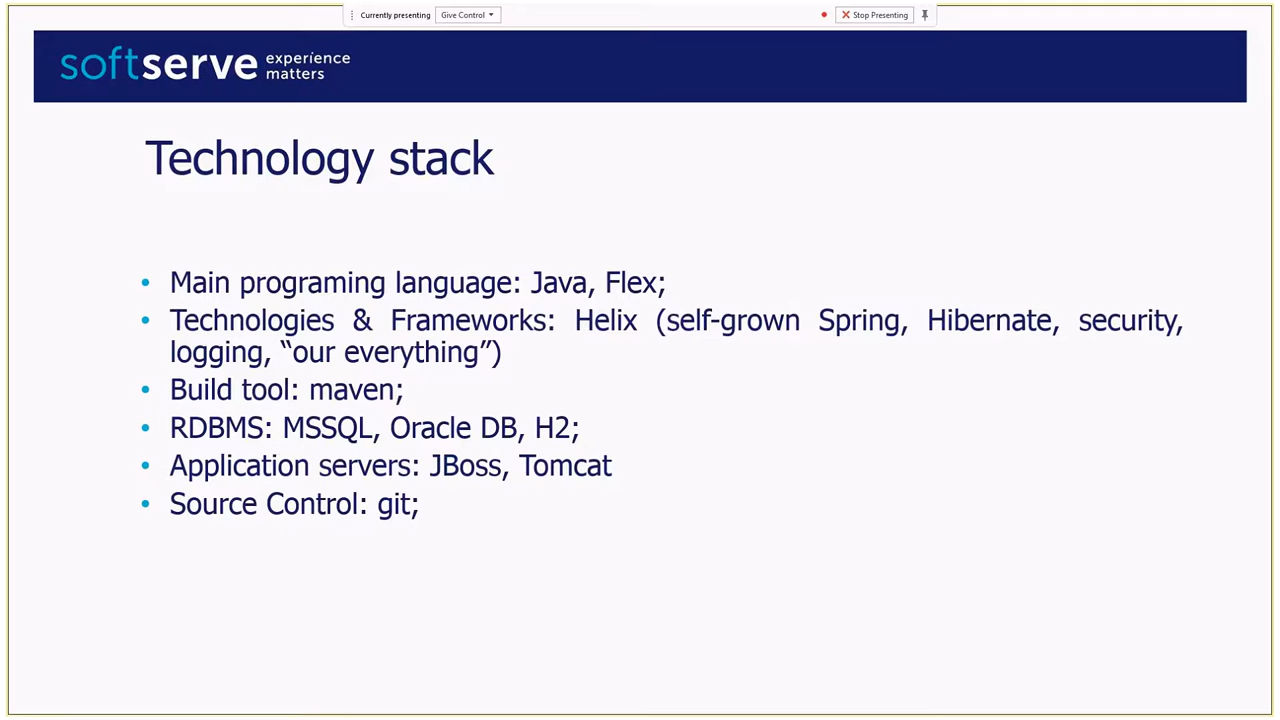 Currently presenting Give Control Stop Presenting
softserve experience
matters
Technology stack
• Main programing language: Java, Flex;
• Technologies & Frameworks: Helix (self-grown Spring, Hibernate, security,
logging, “our everything”)
• Build tool: maven;
• RDBMS: MSSQL, Oracle DB, H2;
• Application servers: JBoss, Tomcat
• Source Control: git;